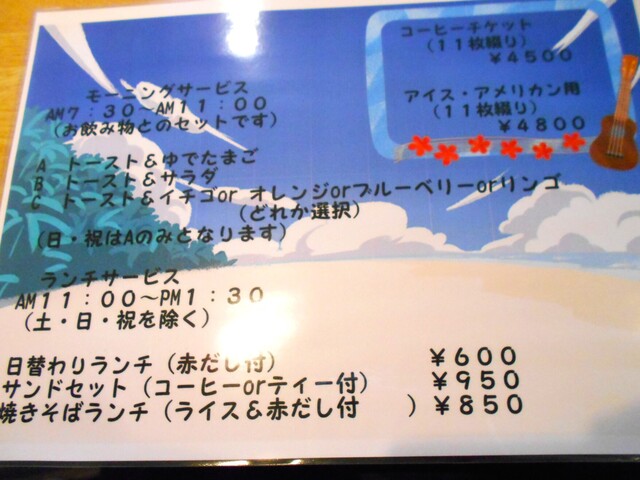 コーヒーチケット
（１１枚綴り）
￥４５００
アイス・アメリカン用
（１１枚綴り）
￥４８００
モーニングサービス
AM７：３０～AM１１：００
（お飲み物とのセットです）
A　トースト＆ゆでたまご
B　トースト＆サラダ
C　トースト＆イチゴor オレンジorブルーベリーorリンゴ
（どれか選択）
（日・祝はAのみとなります）
ランチサービス
AM１１：００～PM１：３０
（土・日・祝を除く）
日替わりランチ（赤だし付）　￥６００
サンドセット（コーヒーorティー付）　￥９５０
焼きそばランチ（ライス＆赤だし付　　）￥８５０